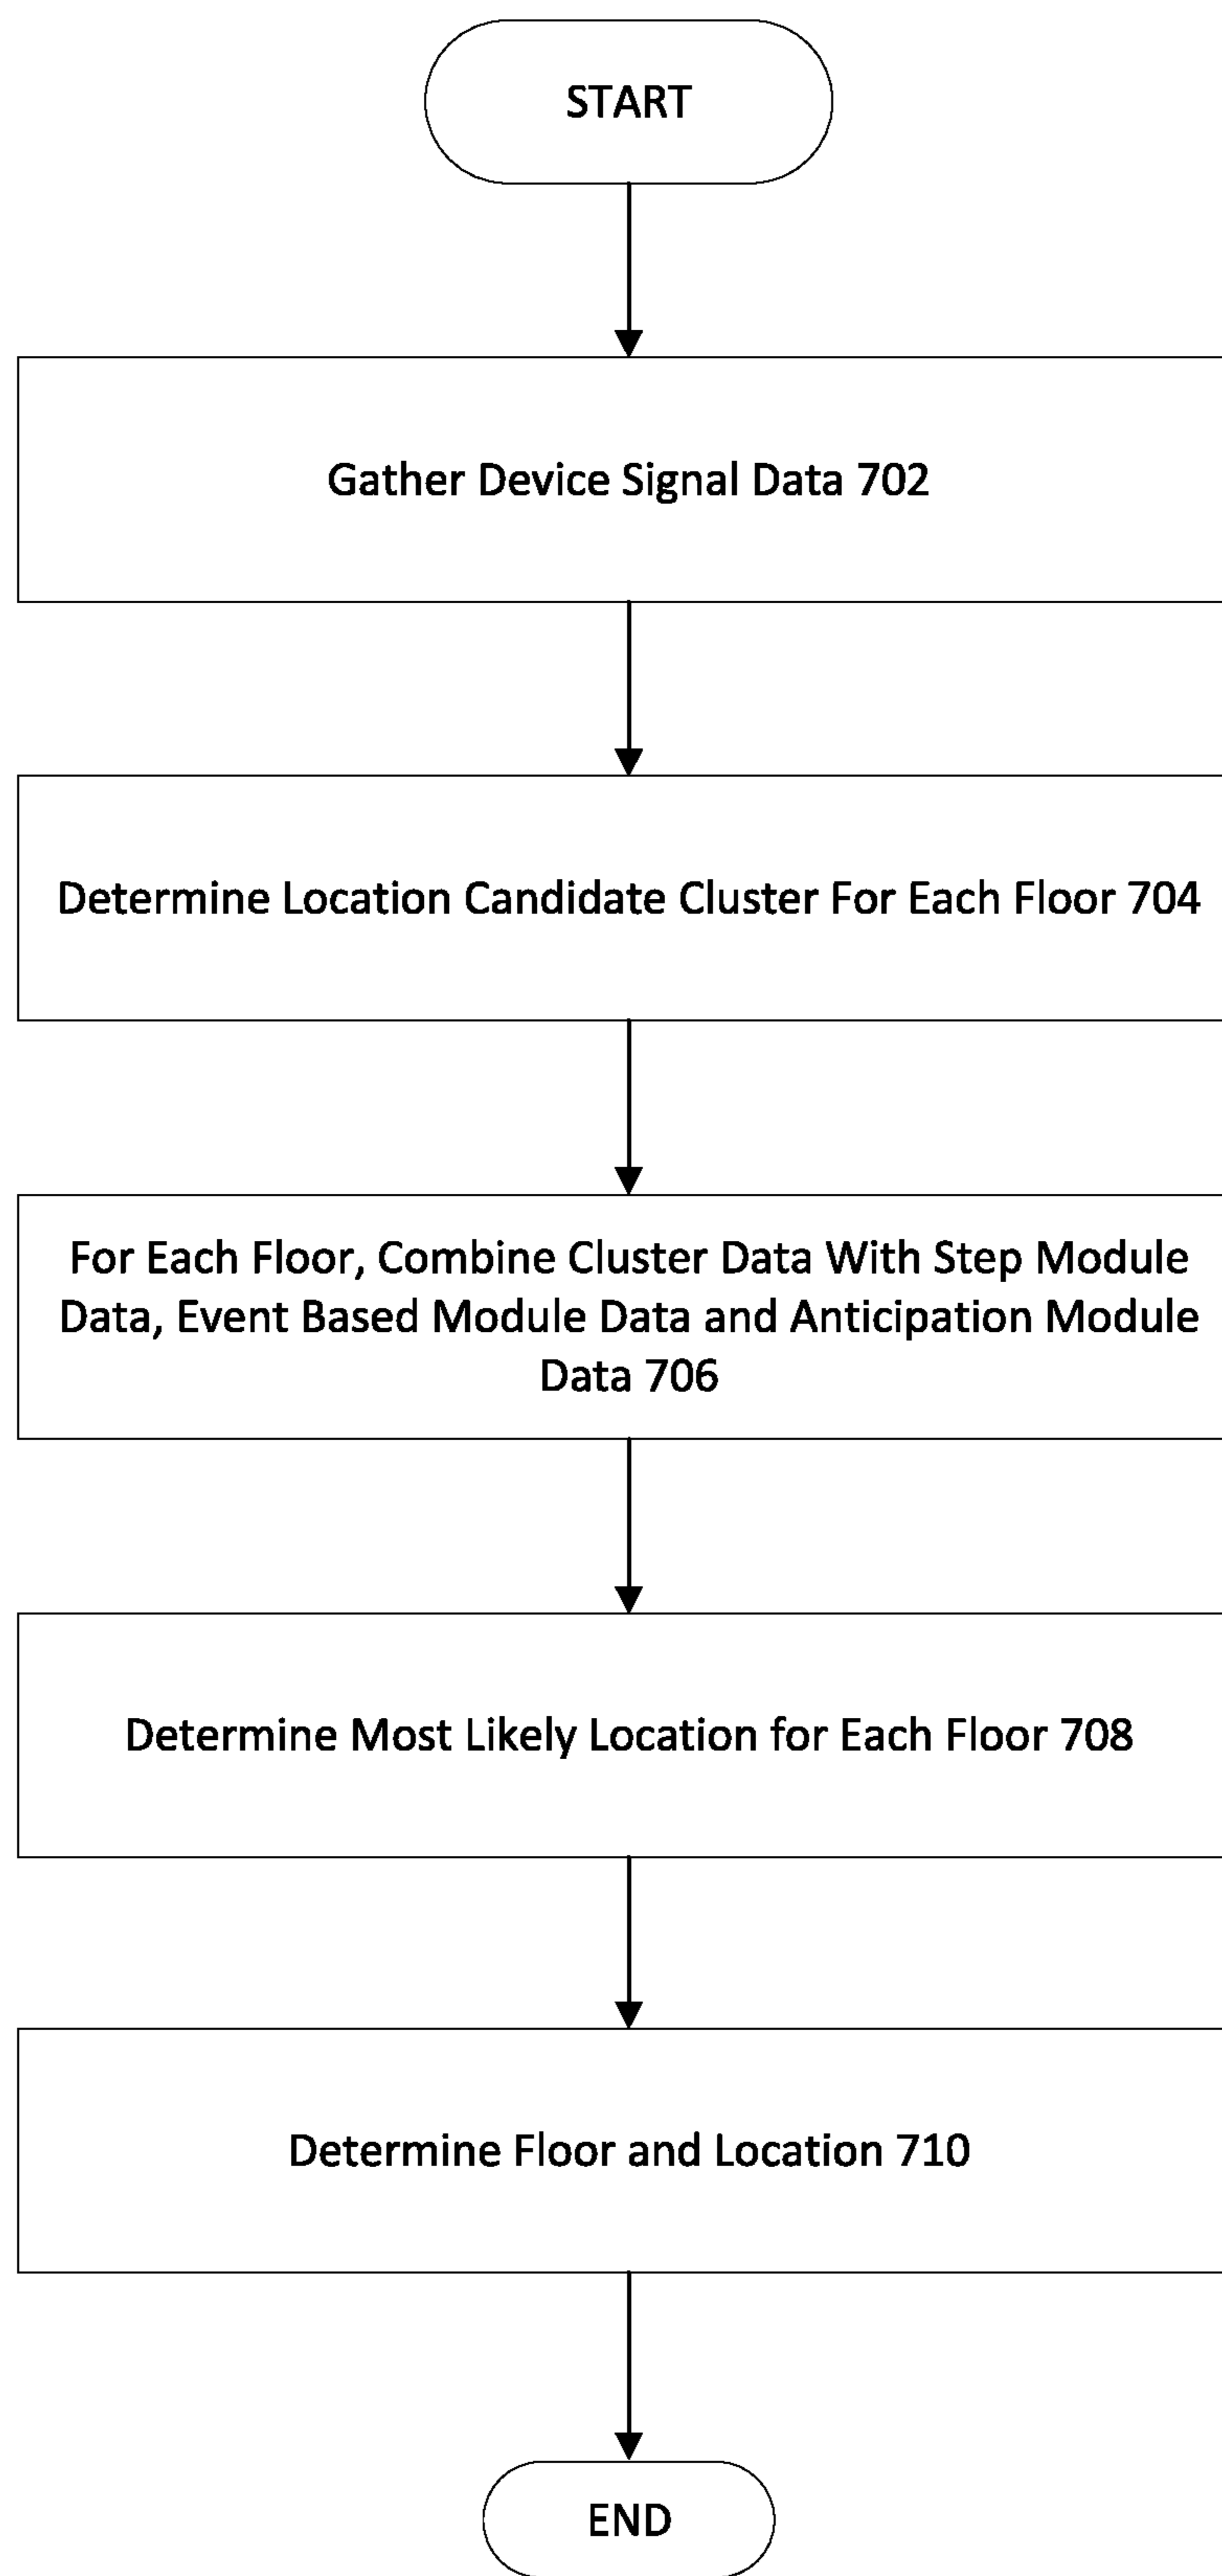 START
Gather Device Signal Data 702
Determine Location Candidate Cluster For Each Floor 704
For Each Floor, Combine Cluster Data With Step Module
Data, Event Based Module Data and Anticipation Module
Data 706
Determine Most Likely Location for Each Floor 708
Determine Floor and Location 710
END